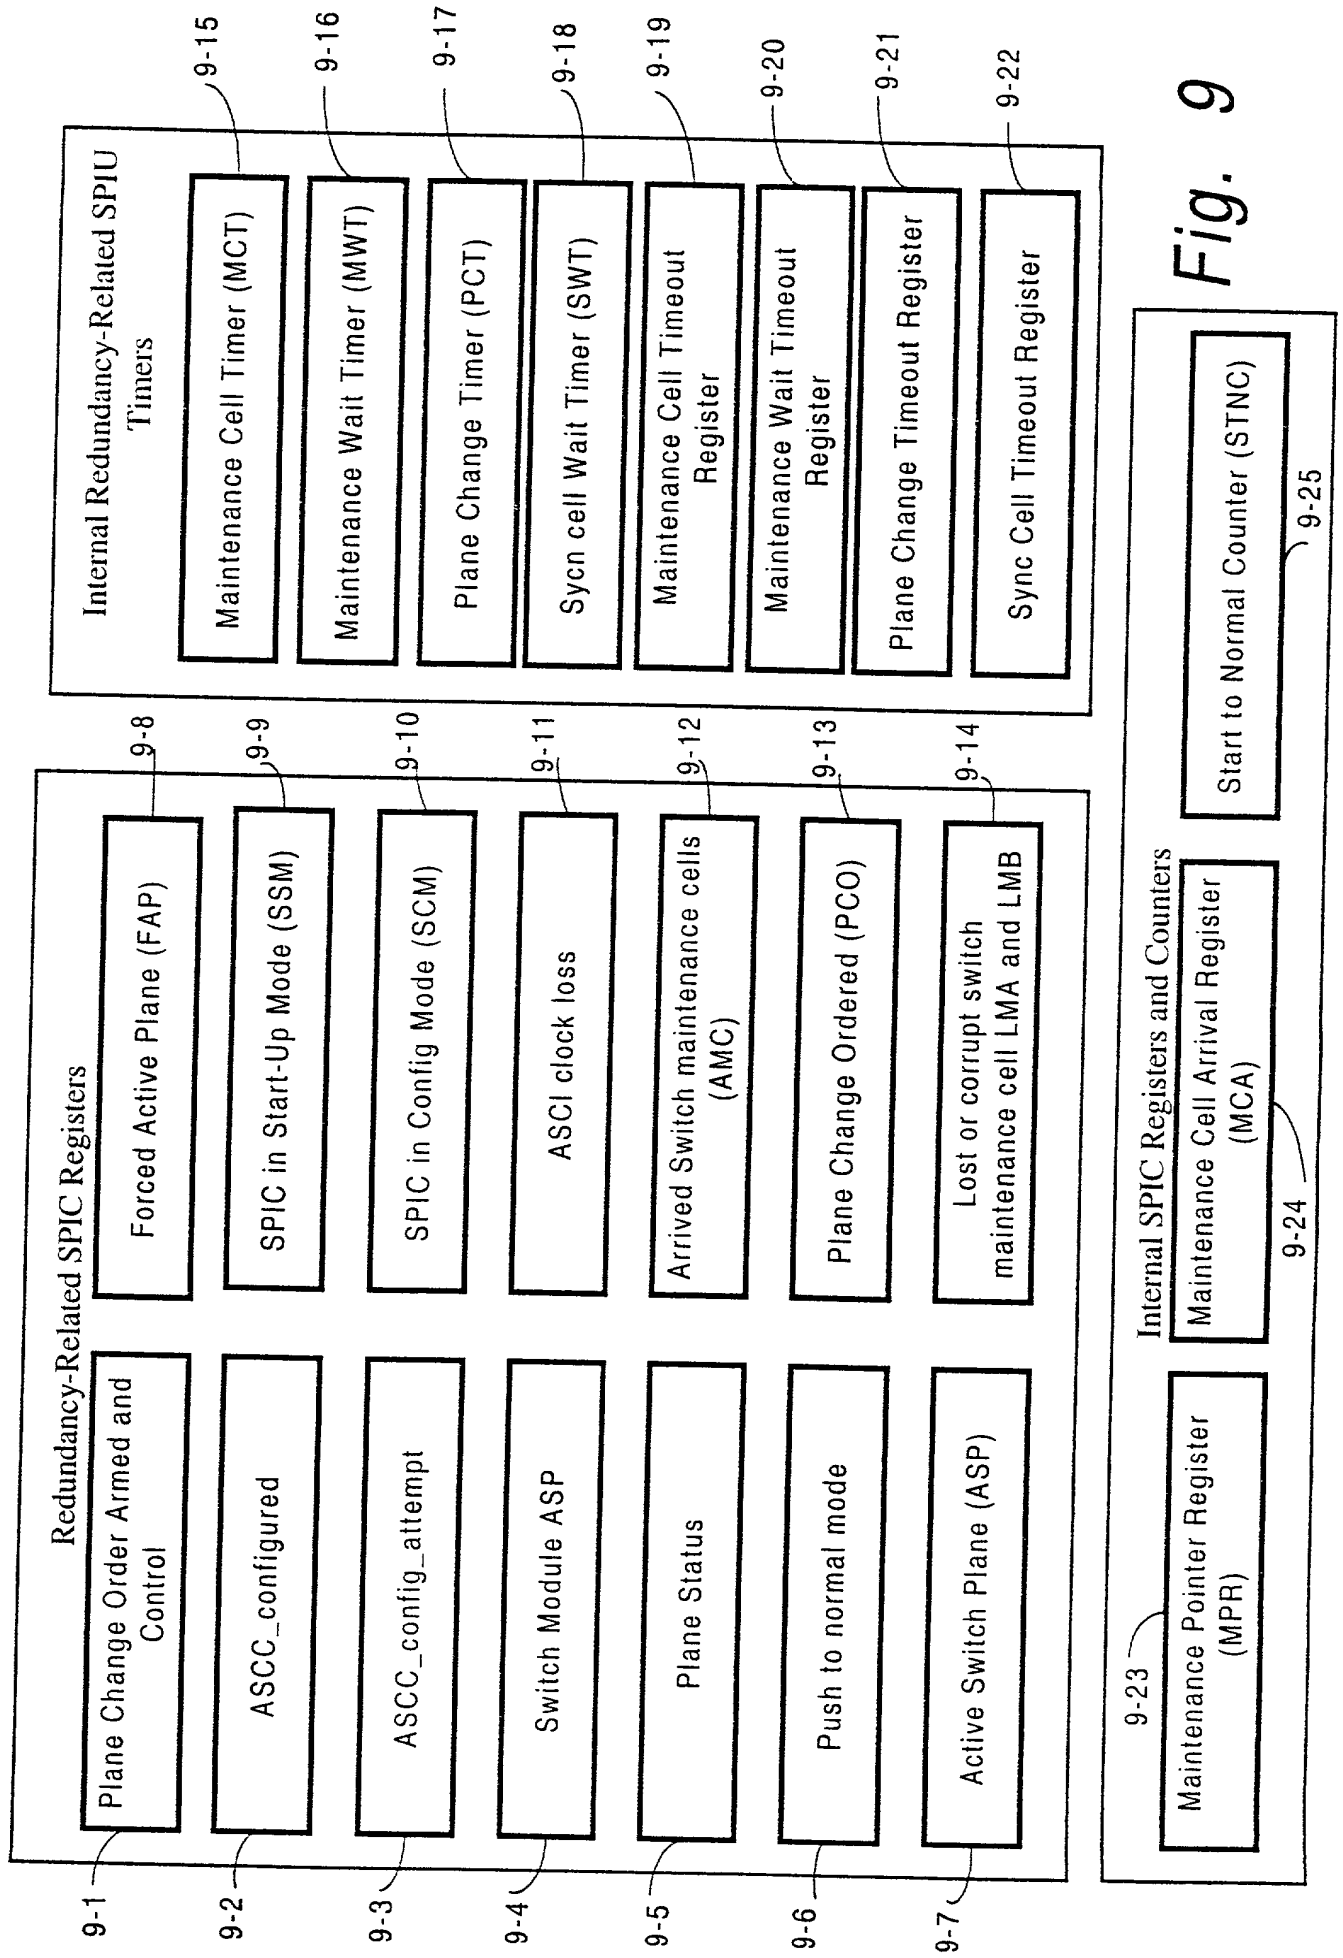 Redundancy-Related SPIC Registers
9-1
Plane Change Order Armed and
Control
9-2
ASCC_configured
9-3
ASCC_config_attempt
9-4
Switch Module ASP
9-5
Plane Status
9-6
Push to normal mode
9-7
Active Switch Plane (ASP)
Forced Active Plane (FAP)
9-8
SPIC in Start-Up Mode (SSM)
9-9
SPIC in Config Mode (SCM)
9-10
ASCI clock loss
9-11
Arrived Switch maintenance cells
(AMC)
9-12
Plane Change Ordered (PCO)
9-13
Lost or corrupt switch
maintenance cell LMA and LMB
9-14
Internal Redundancy-Related SPIU
Timers
Maintenance Cell Timer (MCT)
9-15
Maintenance Wait Timer (MWT)
9-16
Plane Change Timer (PCT)
9-17
Sycn cell Wait Timer (SWT)
9-18
Maintenance Cell Timeout
Register
9-19
Maintenance Wait Timeout
Register
9-20
Plane Change Timeout Register
9-21
Sync Cell Timeout Register
9-22
Internal SPIC Registers and Counters
9-23
Maintenance Pointer Register
(MPR)
Maintenance Cell Arrival Register
(MCA)
9-24
Start to Normal Counter (STNC)
9-25
Fig. 9